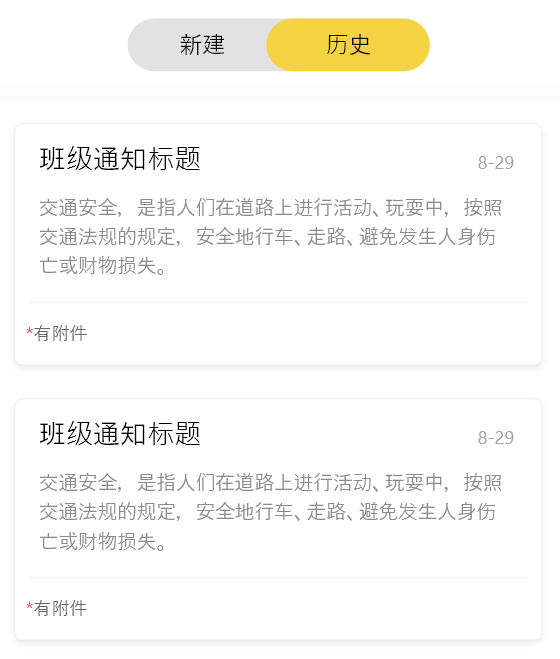 新建 历史
班级通知标题 8-29
交通安全，是指人们在道路上进行活动、玩耍中，按照
交通法规的规定，安全地行车、走路、避免发生人身伤
亡或财物损失。
*有附件
班级通知标题 8-29
交通安全，是指人们在道路上进行活动、玩耍中，按照
交通法规的规定，安全地行车、走路、避免发生人身伤
亡或财物损失。
*有附件